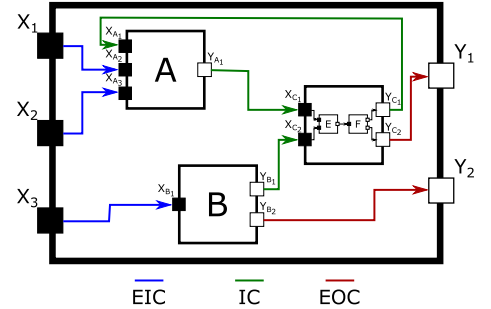 X1
X2
X3
XA1
XA2
XA3
A
YA1
XB1
B
YB1
YB2
XC1
XC2
E
F
YC1
YC2
Y1
Y2
EIC
IC
EOC